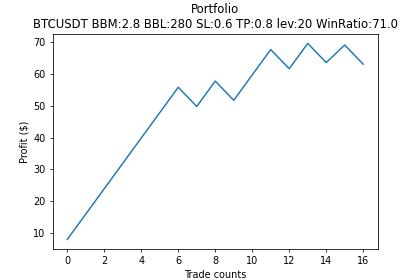 Portfolio
BTCUSDT BBM:2.8 BBL:280 SL:0.6 TP:0.8 lev:20 WinRatio:71.0
70
60
50
40
30
20
10
Profit ($)
0 2 4 6 8 10 12 14 16
Trade counts